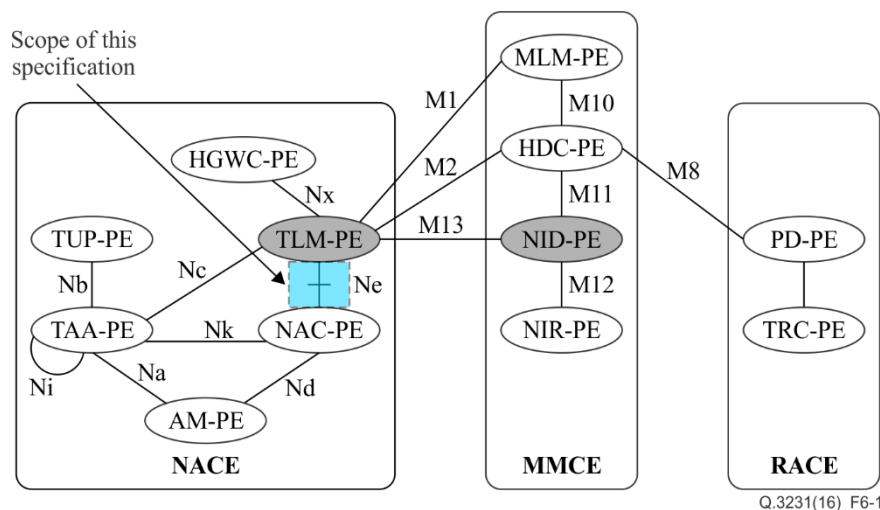 Scope of this
specification
MLM-PE
M1
M10
HGWC-PE
HDC-PE
M2
M8
Nx
M11
TUP-PE
TLM-PE
M13
NID-PE
PD-PE
Nc
Nb
Ne
M12
TAA-PE
Nk
NAC-PE
NIR-PE
TRC-PE
Ni
Na
Nd
AM-PE
NACE
MMCE
RACE
Q.3231(16)_F6-1